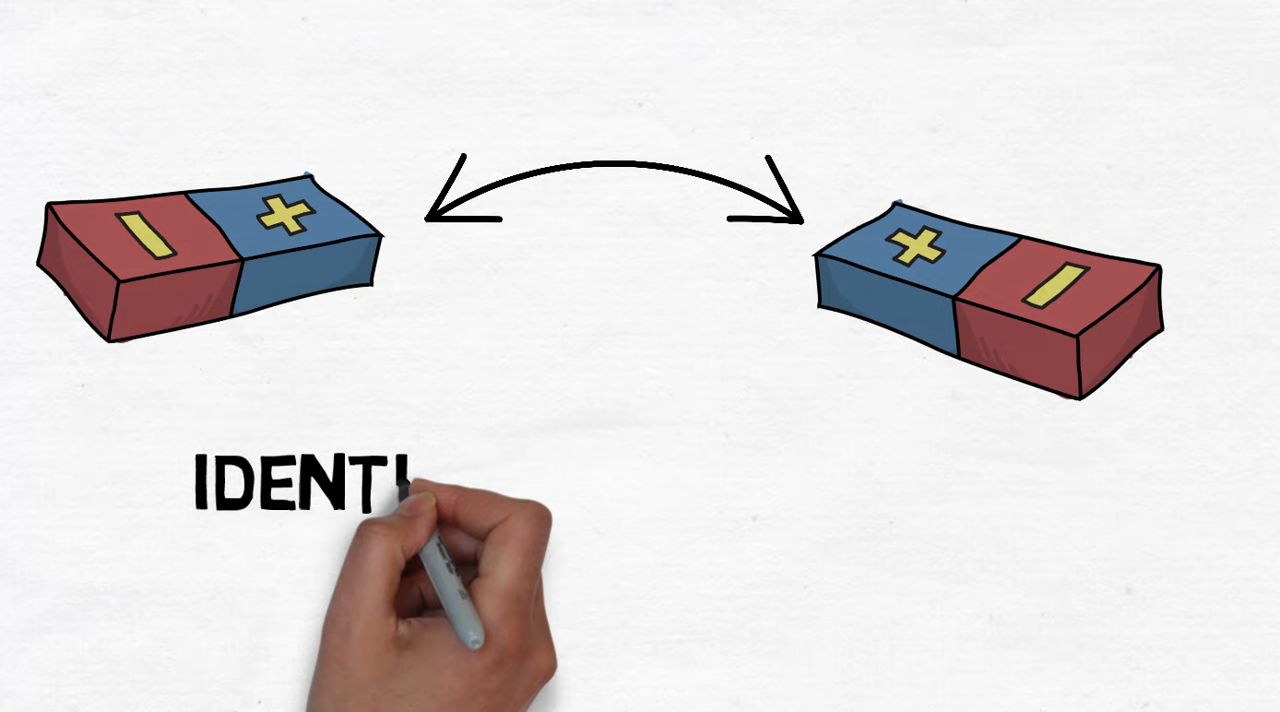 − + + −
IDENTI